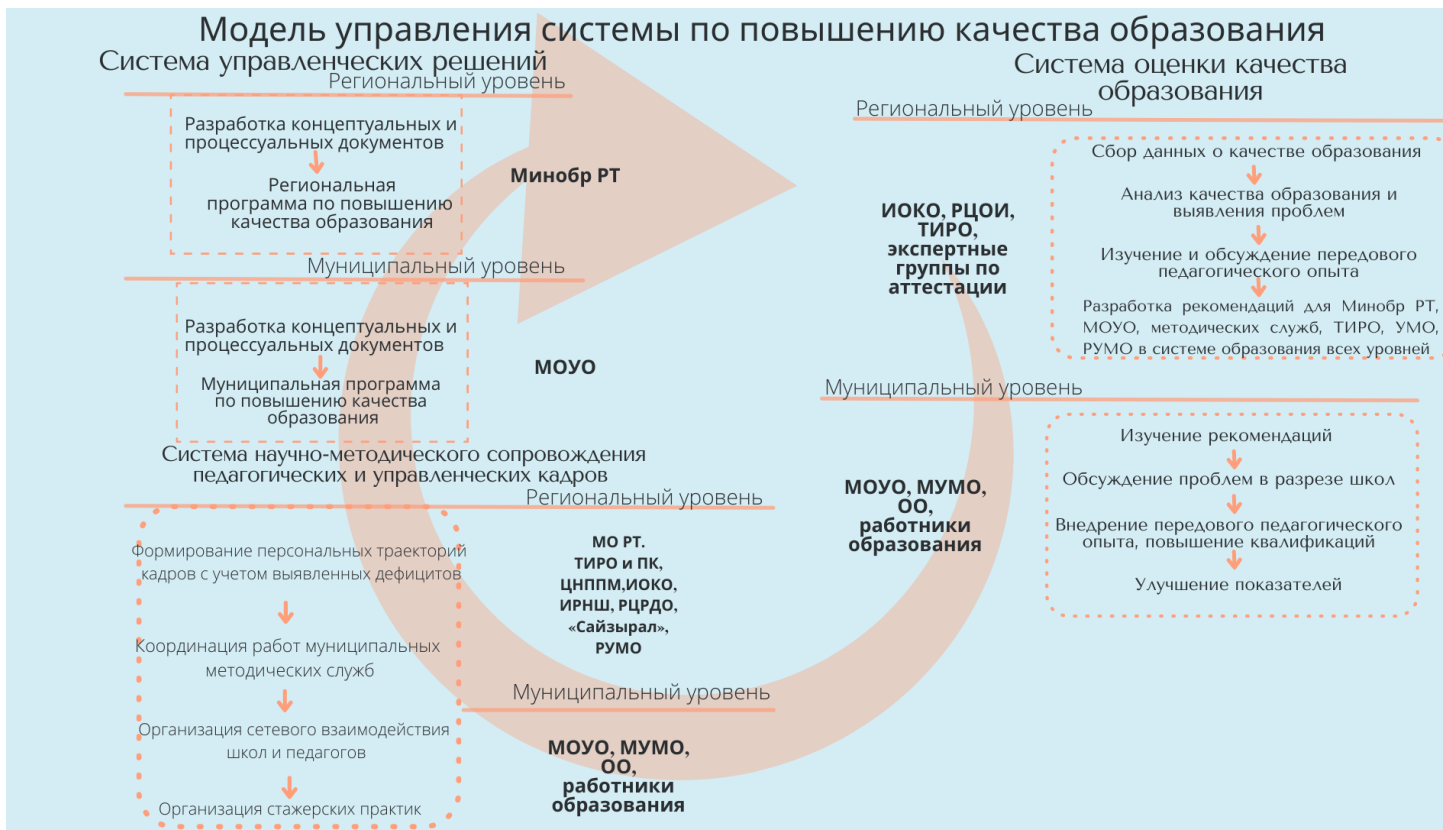 Модель управления системы по повышению качества образования
Система управленческих решений
Региональный уровень
Разработка концептуальных и
процессуальных документов
Региональная
программа по повышению
качества образования
Минобр РТ
Муниципальный уровень
Разработка концептуальных и
процессуальных документов
Муниципальная программа
по повышению качества
образования
МОУО
Система научно-методического сопровождения
педагогических и управленческих кадров
Региональный уровень
Формирование персональных траекторий
кадров с учетом выявленных дефицитов
Координация работ муниципальных
методических служб
Организация сетевого взаимодействия
школ и педагогов
Организация стажерских практик
МО РТ.
ТИРО и ПК,
ЦНППМ,ИОКО,
ИРНШ, РЦРДО,
«Сайзырал»,
РУМО
Муниципальный уровень
МОУО, МУМО,
ОО,
работники
образования
Система оценки качества
образования
Региональный уровень
ИОКО, РЦОИ,
ТИРО,
экспертные
группы по
аттестации
Сбор данных о качестве образования
Анализ качества образования и
выявления проблем
Изучение и обсуждение передового
педагогического опыта
Разработка рекомендаций для Минобр РТ,
МОУО, методических служб, ТИРО, УМО,
РУМО в системе образования всех уровней
Муниципальный уровень
МОУО, МУМО,
ОО,
работники
образования
Изучение рекомендаций
Обсуждение проблем в разрезе школ
Внедрение передового педагогического
опыта, повышение квалификаций
Улучшение показателей